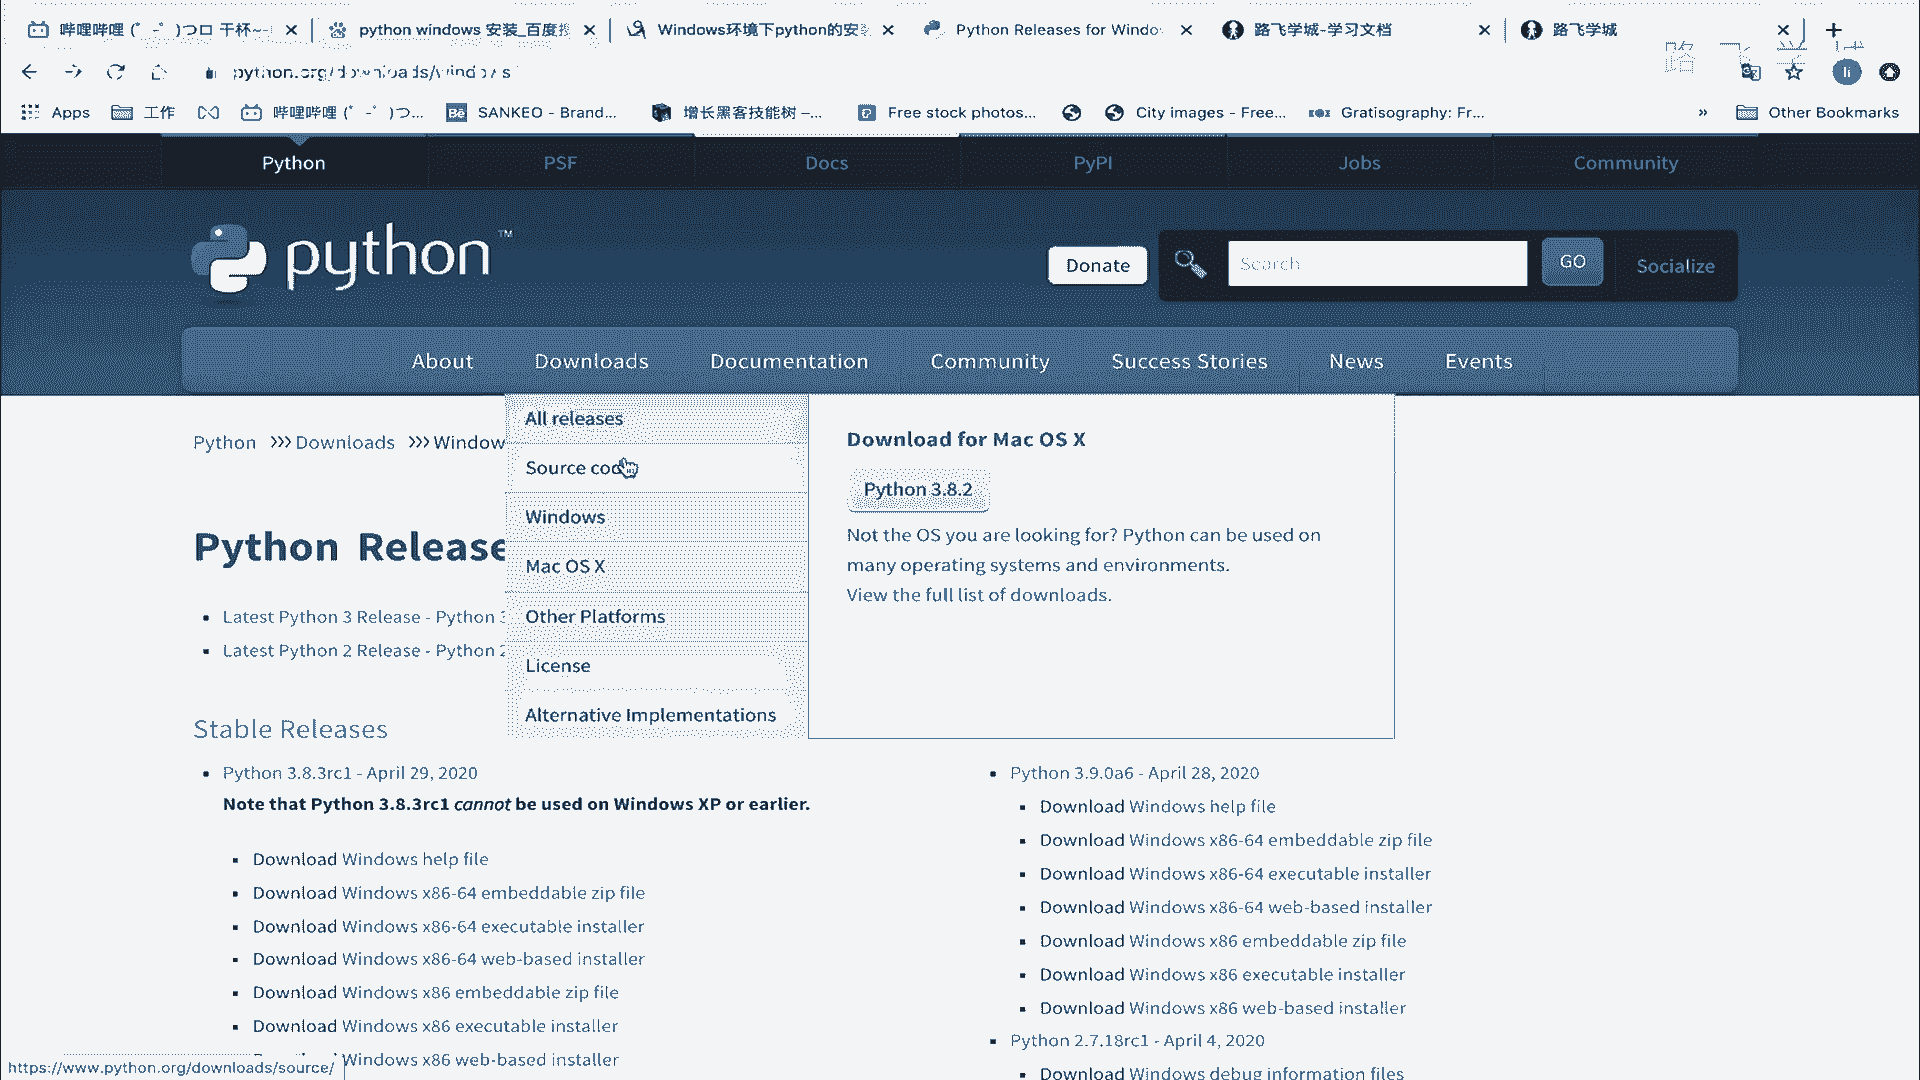 哔哩哔哩 (゜-゜)つロ 干杯~-
python windows 安装_百度搜
Windows环境下python的安装
Python Releases for Window
路飞学城-学习文档
路飞学城
python.org/downloads/windows
Apps
工作
哔哩哔哩 (゜-゜)つ...
SANKEO - Brand...
增长黑客技能树 –...
Free stock photos...
City images - Free...
Gratisography: Fr...
»
Other Bookmarks
Python
PSF
Docs
PyPI
Jobs
Community
python™
Donate
Search
GO
Socialize
About
Downloads
Documentation
Community
Success Stories
News
Events
Python >>> Downloads >>> Window
All releases
Source code
Windows
Mac OS X
Other Platforms
License
Alternative Implementations
Download for Mac OS X
Python 3.8.2
Not the OS you are looking for? Python can be used on
many operating systems and environments.
View the full list of downloads.
Python Release
Latest Python 3 Release - Python 3
Latest Python 2 Release - Python 2
Stable Releases
Python 3.8.3rc1 - April 29, 2020
Note that Python 3.8.3rc1 cannot be used on Windows XP or earlier.
Download Windows help file
Download Windows x86-64 embeddable zip file
Download Windows x86-64 executable installer
Download Windows x86-64 web-based installer
Download Windows x86 embeddable zip file
Download Windows x86 executable installer
Windows x86 web-based installer
Python 3.9.0a6 - April 28, 2020
Download Windows help file
Download Windows x86-64 embeddable zip file
Download Windows x86-64 executable installer
Download Windows x86-64 web-based installer
Download Windows x86 embeddable zip file
Download Windows x86 executable installer
Download Windows x86 web-based installer
Python 2.7.18rc1 - April 4, 2020
Download Windows debug information files
https://www.python.org/downloads/source/